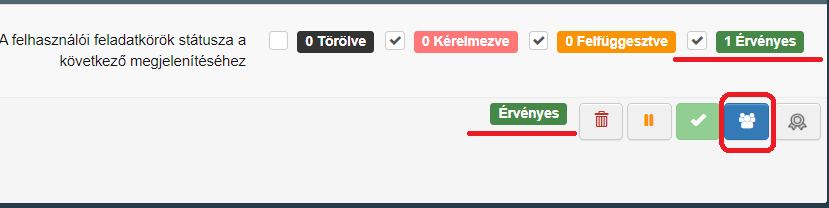 A felhasználói feladatkörök státusza a
következő megjelenítéséhez
0 Törölve
0 Kérelmezve
0 Felfüggesztve
1 Érvényes
Érvényes